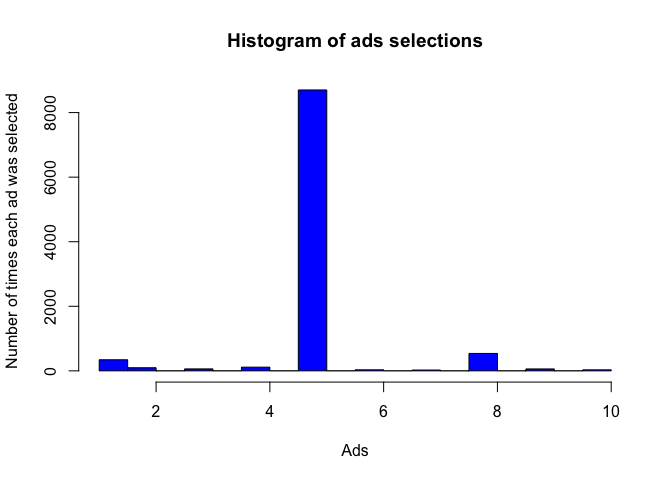 Histogram of ads selections
Number of times each ad was selected
8000
6000
4000
2000
0
2 4 6 8 10
Ads